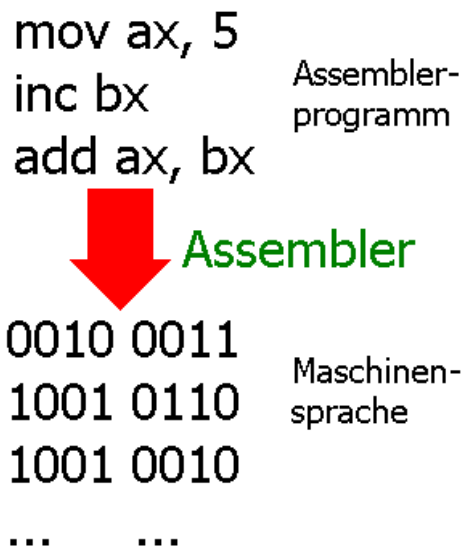 mov ax, 5
inc bx
add ax, bx
Assembler-
programm
Assembler
0010 0011
1001 0110
1001 0010
... ...
Maschinen-
sprache